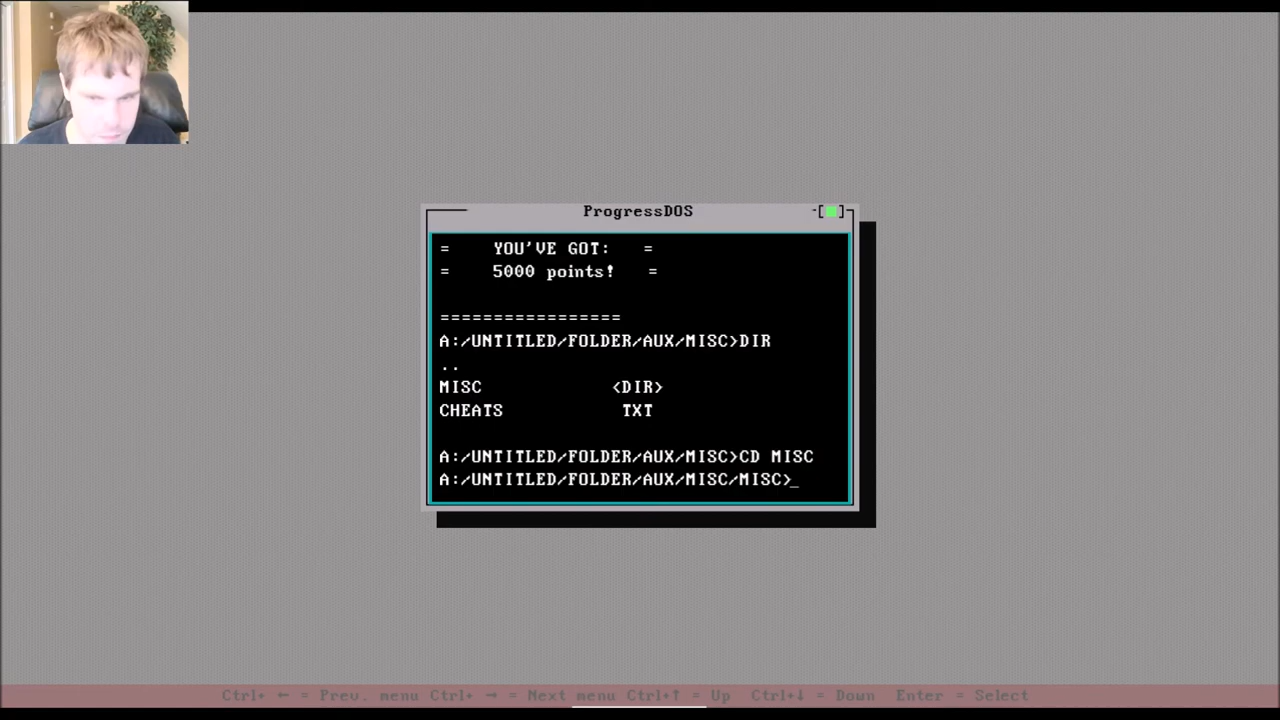 ProgressDOS
-[■]-
= YOU'VE GOT: =
= 5000 points! =
=================
A:/UNTITLED/FOLDER/AUX/MISC>DIR
..
MISC <DIR>
CHEATS TXT
A:/UNTITLED/FOLDER/AUX/MISC>CD MISC
A:/UNTITLED/FOLDER/AUX/MISC/MISC>_
Ctrl+ ← = Prev. menu Ctrl+ → = Next menu Ctrl+↑ = Up Ctrl+↓ = Down Enter = Select